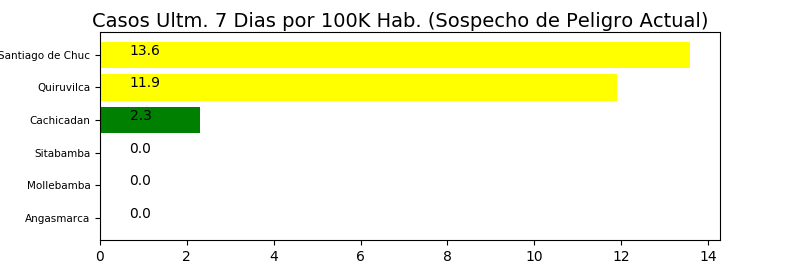 Casos Ultm. 7 Dias por 100K Hab. (Sospecho de Peligro Actual)
Santiago de Chuc 13.6
Quiruvilca 11.9
Cachicadan 2.3
Sitabamba 0.0
Mollebamba 0.0
Angasmarca 0.0
0 2 4 6 8 10 12 14